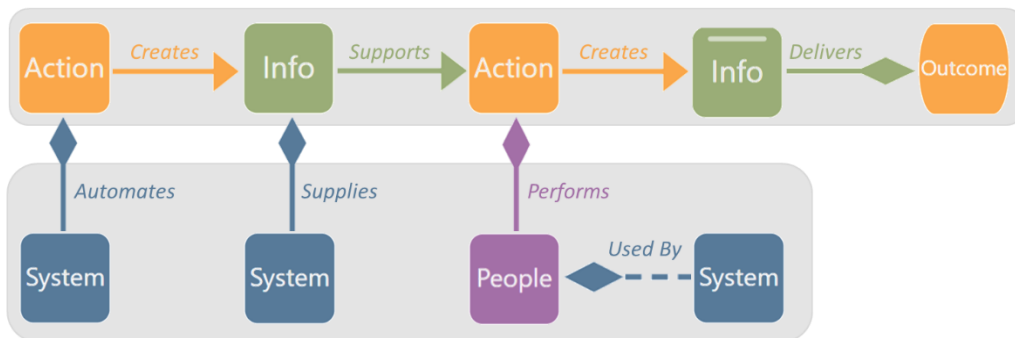 Action
Creates
Info
Supports
Action
Creates
Info
Delivers
Outcome
Automates
Supplies
Performs
System
System
People
Used By
System